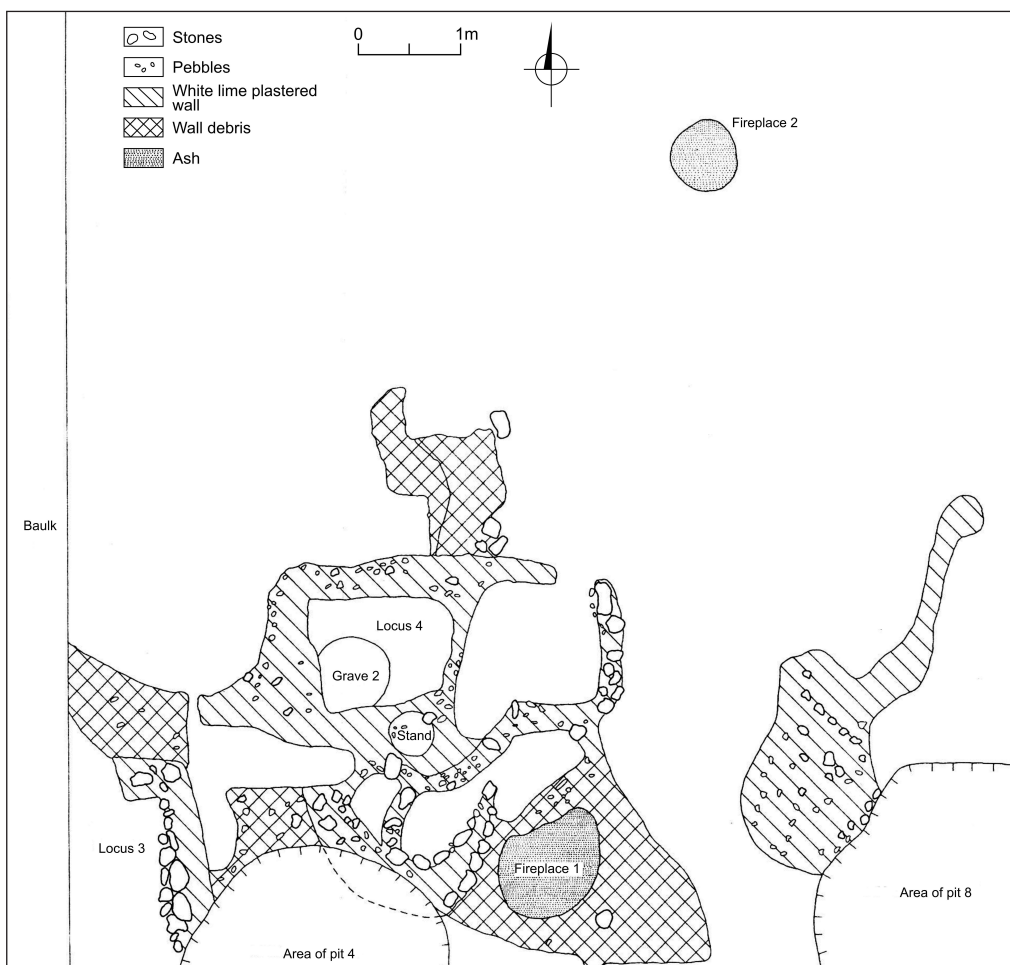 0 1m
Stones
Pebbles
White lime plastered
wall
Wall debris
Ash
Fireplace 2
Baulk
Locus 4
Grave 2
Stand
Locus 3
Fireplace 1
Area of pit 8
Area of pit 4